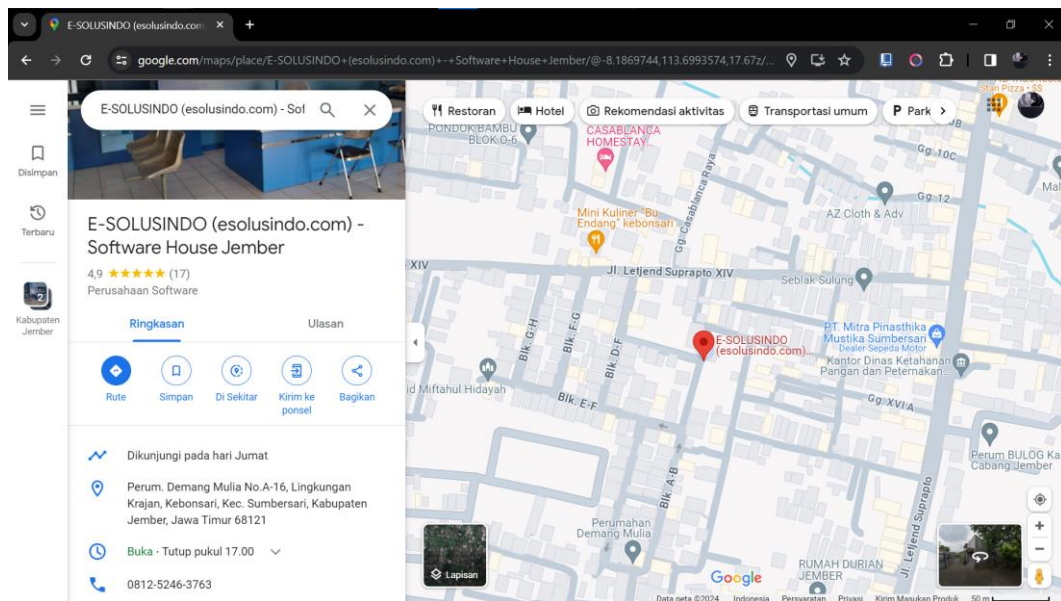 E-SOLUSINDO (esolusindo.com
google.com/maps/place/E-SOLUSINDO+(esolusindo.com)+-+Software+House+Jember/@-8.1869744,113.6993574,17.67z/...
E-SOLUSINDO (esolusindo.com) - Sof
Disimpan
Terbaru
2
Kabupaten
Jember
E-SOLUSINDO (esolusindo.com) -
Software House Jember
4,9 (17)
Perusahaan Software
Ringkasan
Ulasan
Rute
Simpan
Di Sekitar
Kirim ke
ponsel
Bagikan
Dikunjungi pada hari Jumat
Perum. Demang Mulia No.A-16, Lingkungan
Krajan, Kebonsari, Kec. Sumbersari, Kabupaten
Jember, Jawa Timur 68121
Buka · Tutup pukul 17.00
0812-5246-3763
Restoran
Hotel
Rekomendasi aktivitas
Transportasi umum
P Park
Stan Pizza · $$
PONDOK BAMBU
BLOK O-6
CASABLANCA
HOMESTAY...
Gg. Casablanca Raya
Gg. 10C
Gg. 12
Mal
AZ Cloth & Adv
Mini Kuliner "Bu
Endang" kebonsari
XIV
Jl. Letjend Suprapto XIV
Seblak Sulung
Blk. G-H
Blk. F-G
Blk. D-F
E-SOLUSINDO
(esolusindo.com)...
P.T. Mitra Pinasthika
Mustika Sumbersari
Dealer Sepeda Motor
Kantor Dinas Ketahanan
Pangan dan Peternakan...
id Miftahul Hidayah
Blk. E-F
Gg. XVI A
Perum BULOG Ka
Cabang Jember
Blk. A-B
Jl. Letjend Suprapto
Perumahan
Demang Mulia
RUMAH DURIAN
JEMBER
Lapisan
Google
Data peta ©2024
Indonesia
Persyaratan
Privasi
Kirim Masukan Produk
50 m